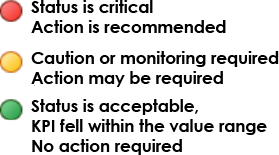 Status is critical
Action is recommended
Caution or monitoring required
Action may be required
Status is acceptable,
KPI fell within the value range
No action required